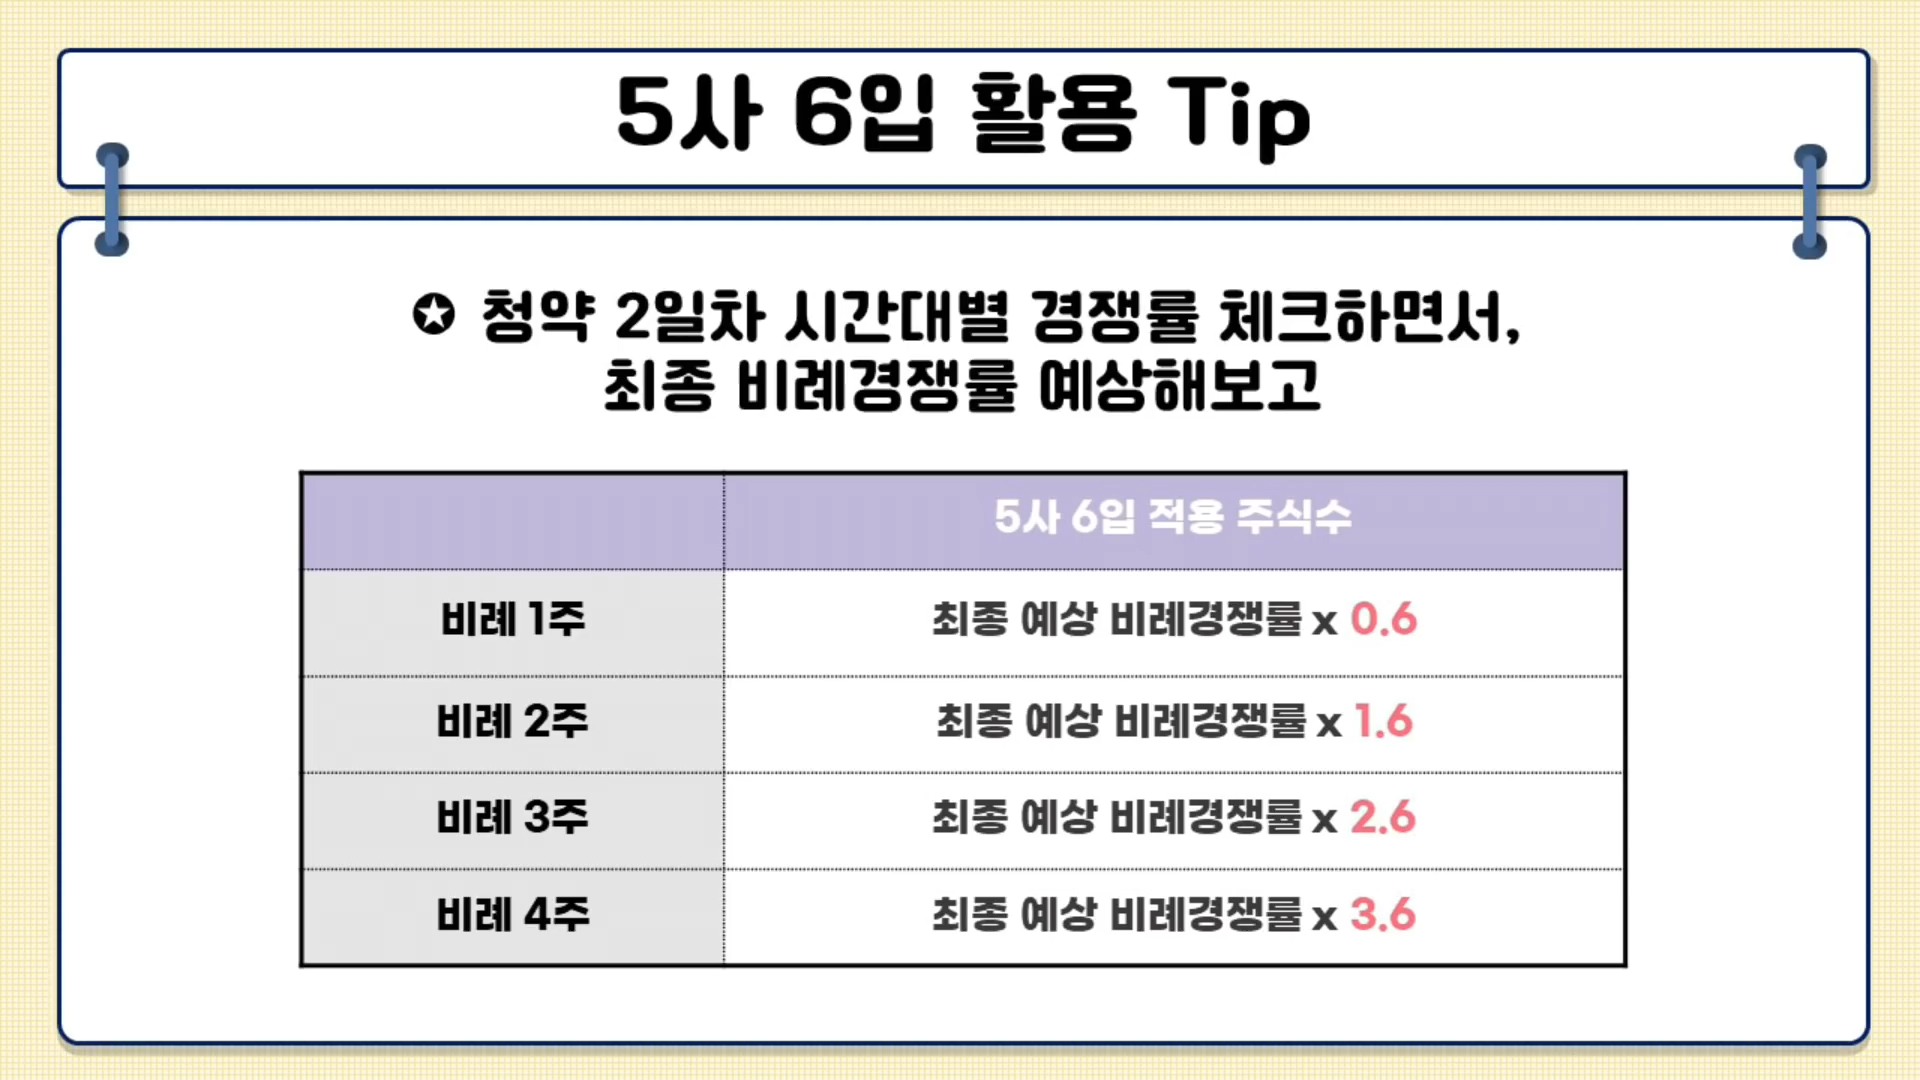 5사 6입 활용 Tip
✪ 청약 2일차 시간대별 경쟁률 체크하면서,
최종 비례경쟁률 예상해보고
5사 6입 적용 주식수
비례 1주 최종 예상 비례경쟁률 x 0.6
비례 2주 최종 예상 비례경쟁률 x 1.6
비례 3주 최종 예상 비례경쟁률 x 2.6
비례 4주 최종 예상 비례경쟁률 x 3.6